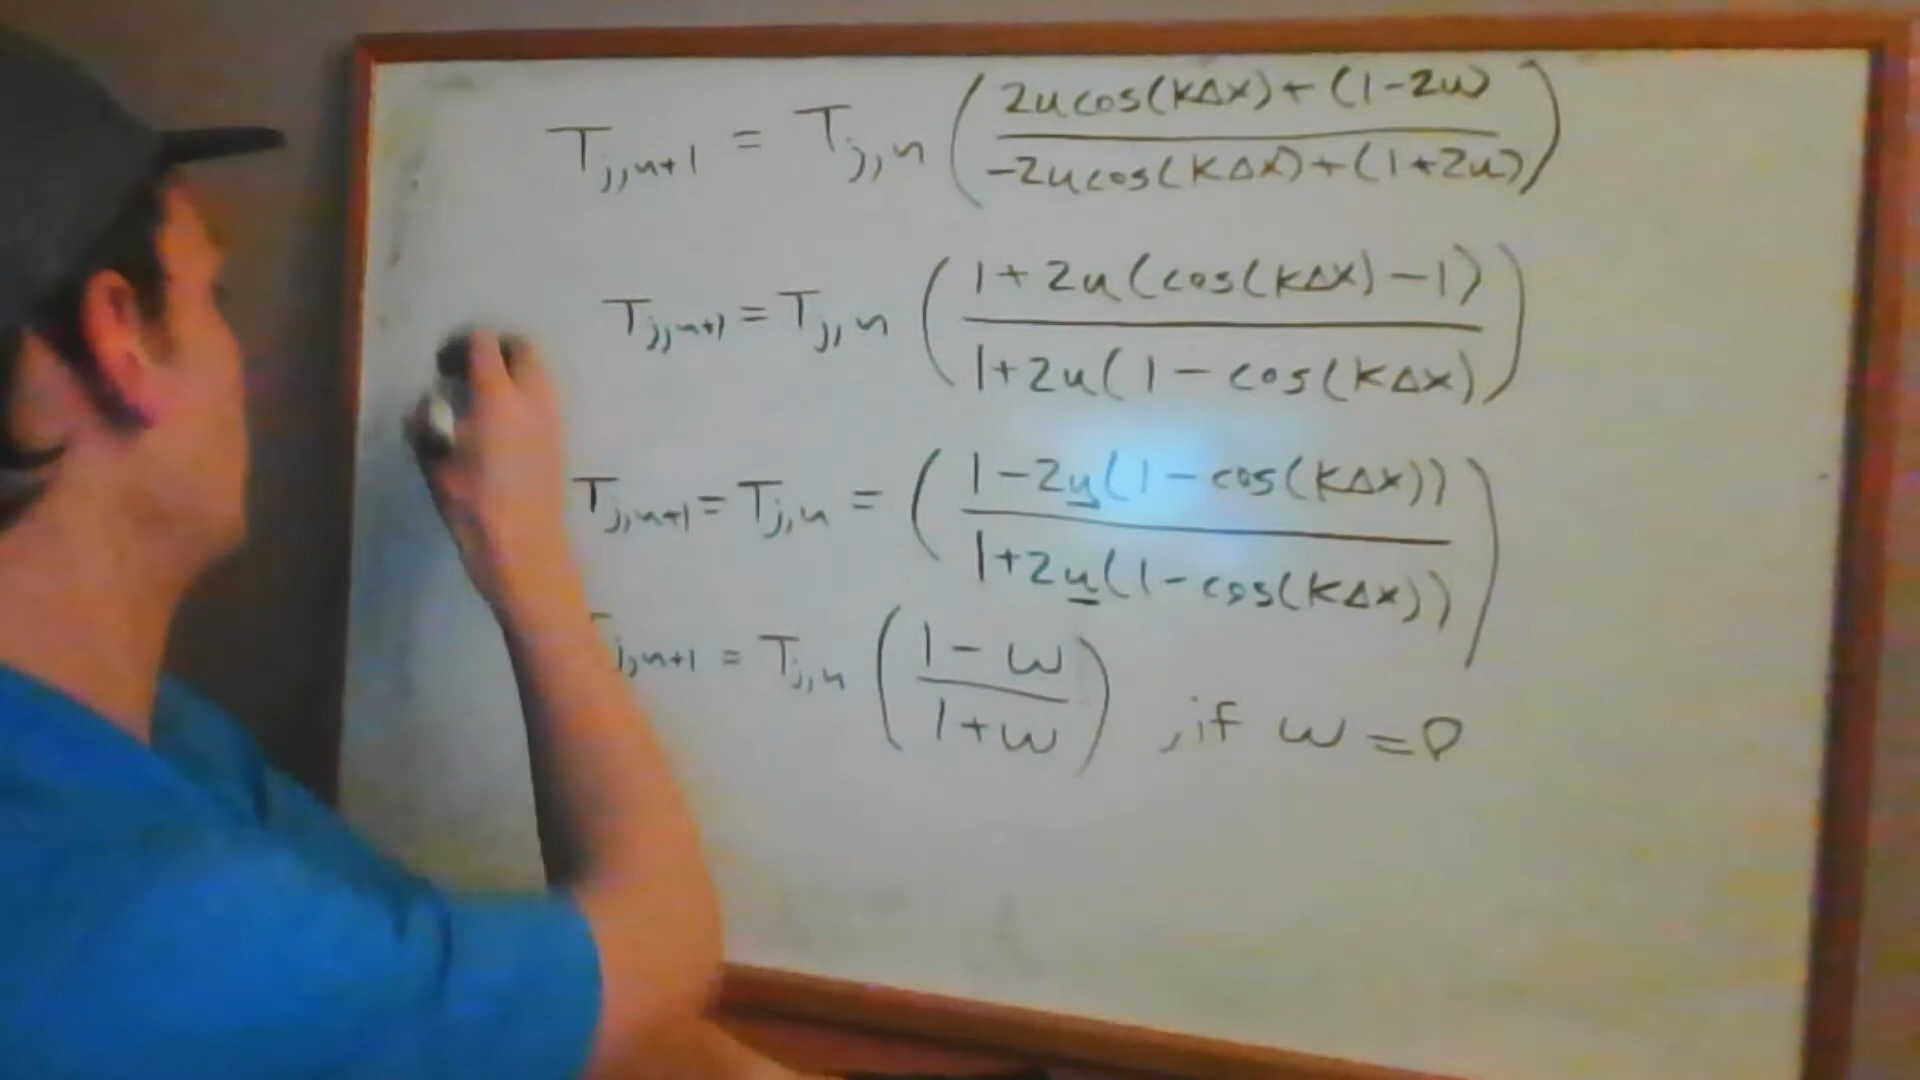 T_{j,n+1} = T_{j,n} ( (2u cos(kΔx) + (1-2u)) / (-2u cos(kΔx) + (1+2u)) )
T_{j,n+1} = T_{j,n} ( (1+2u(cos(kΔx) - 1)) / (1+2u(1 - cos(kΔx)) )
T_{j,n+1} = T_{j,n} = ( (1-2u(1 - cos(kΔx))) / (1+2u(1-cos(kΔx))) )
T_{j,n+1} = T_{j,n} ( (1 - w) / (1+w) ) , if w = 0